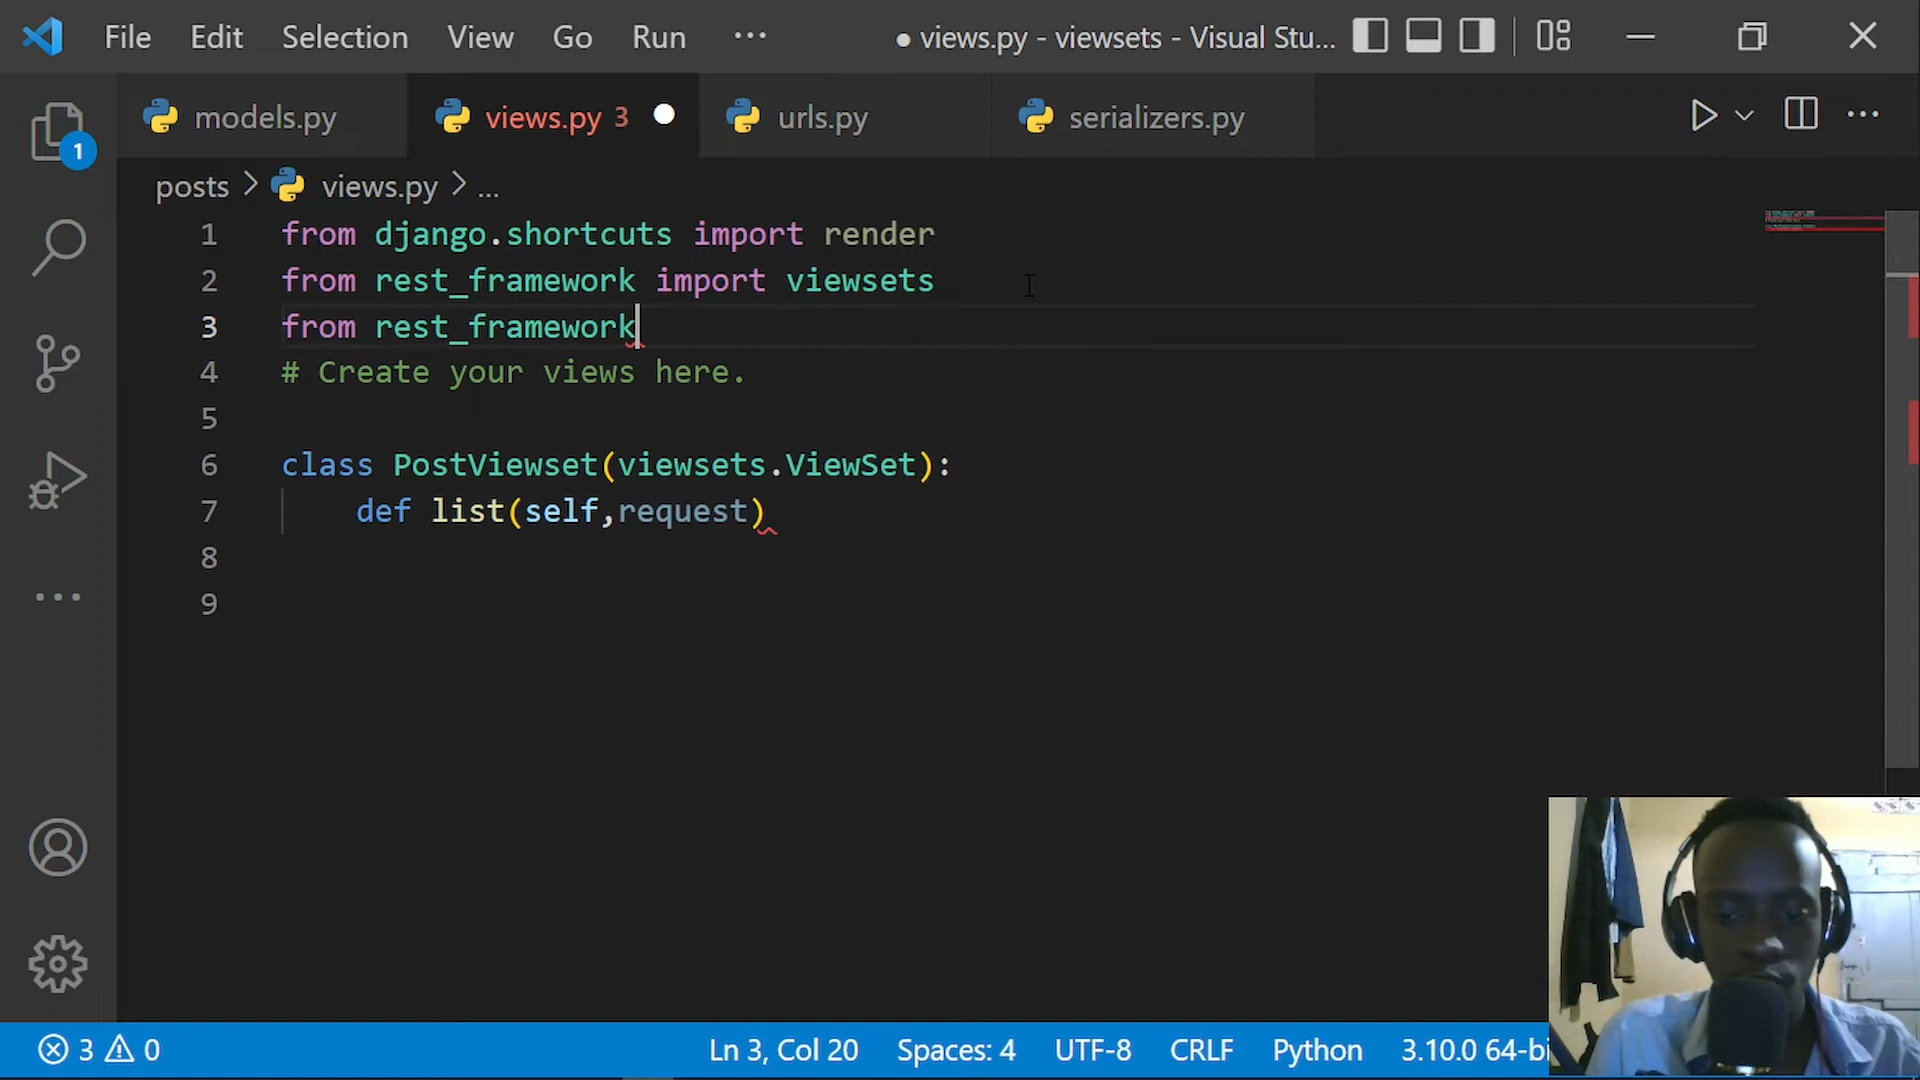 File Edit Selection View Go Run ··· ● views.py - viewsets - Visual Stu...
models.py views.py 3 urls.py serializers.py
1
posts > views.py > ...
1 from django.shortcuts import render
2 from rest_framework import viewsets
3 from rest_framework
4 # Create your views here.
5
6 class PostViewset(viewsets.ViewSet):
7 def list(self,request)
8
9
3 0 Ln 3, Col 20 Spaces: 4 UTF-8 CRLF Python 3.10.0 64-bi